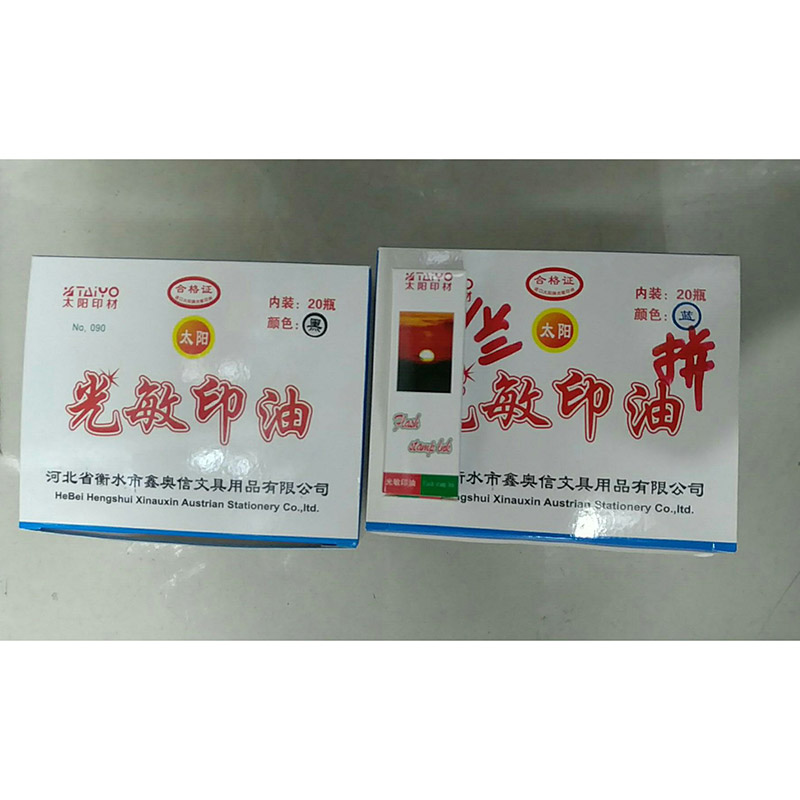 TAiYO
太阳印材
No, 090
合格证
内装：20瓶
颜色：黑
太阳
光敏印油
河北省衡水市鑫奥信文具用品有限公司
HeBei Hengshui Xinauxin Austrian Stationery Co.,ltd.
TAiYO
太阳印材
合格证
内装：20瓶
颜色：蓝
太阳
兰
拼
敏印油
衡水市鑫奥信文具用品有限公司
ngshui Xinauxin Austrian Stationery Co.,ltd.
Flash
stamp Ink
光敏印油